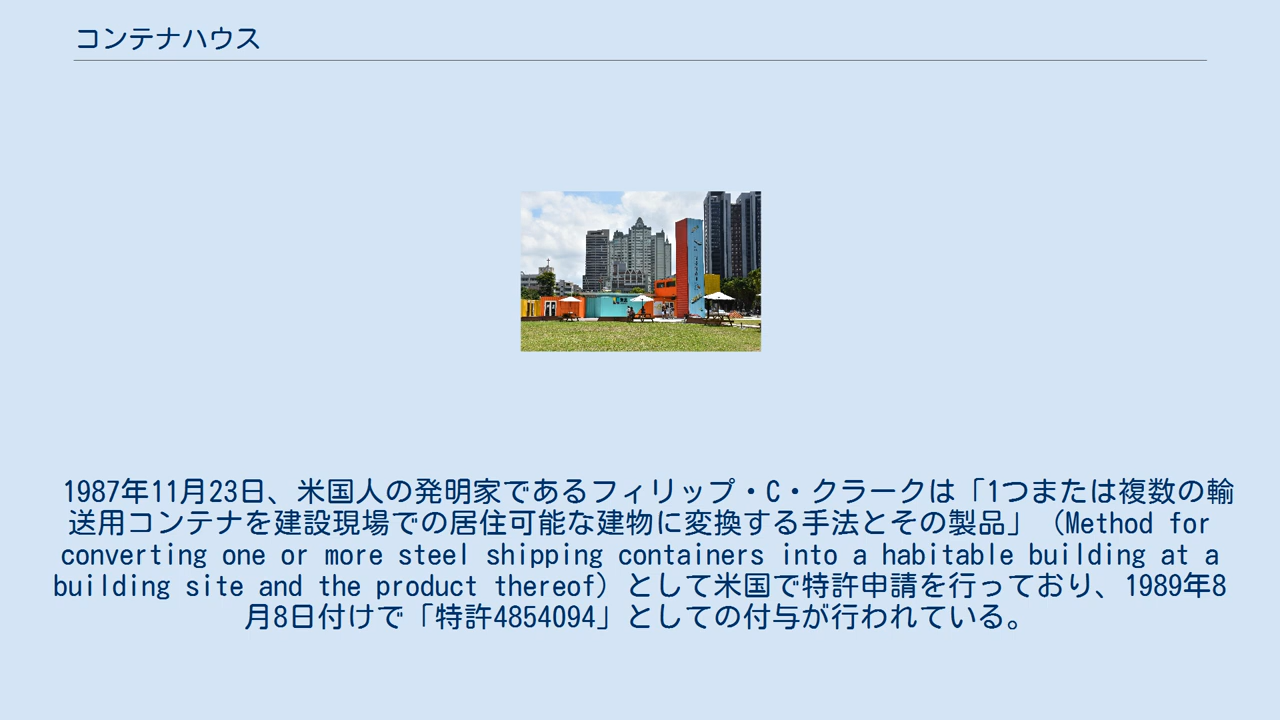 コンテナハウス
1987年11月23日、米国人の発明家であるフィリップ・C・クラークは「1つまたは複数の輸
送用コンテナを建設現場での居住可能な建物に変換する手法とその製品」（Method for
converting one or more steel shipping containers into a habitable building at a
building site and the product thereof）として米国で特許申請を行っており、1989年8
月8日付けで「特許4854094」としての付与が行われている。